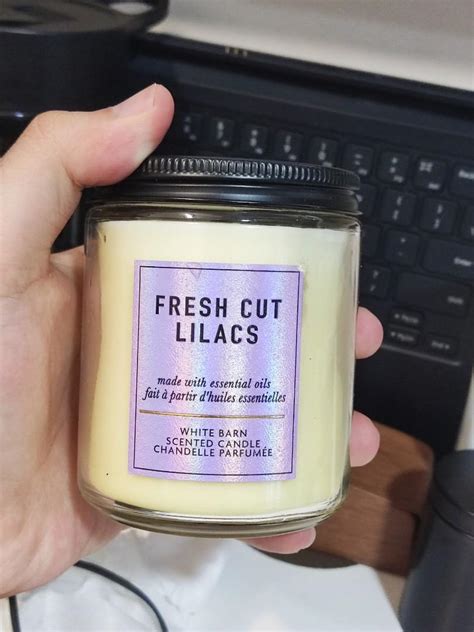 FRESH CUT
LILACS
made with essential oils
fait à partir d'huiles essentielles
WHITE BARN
SCENTED CANDLE
CHANDELLE PARFUMÉE